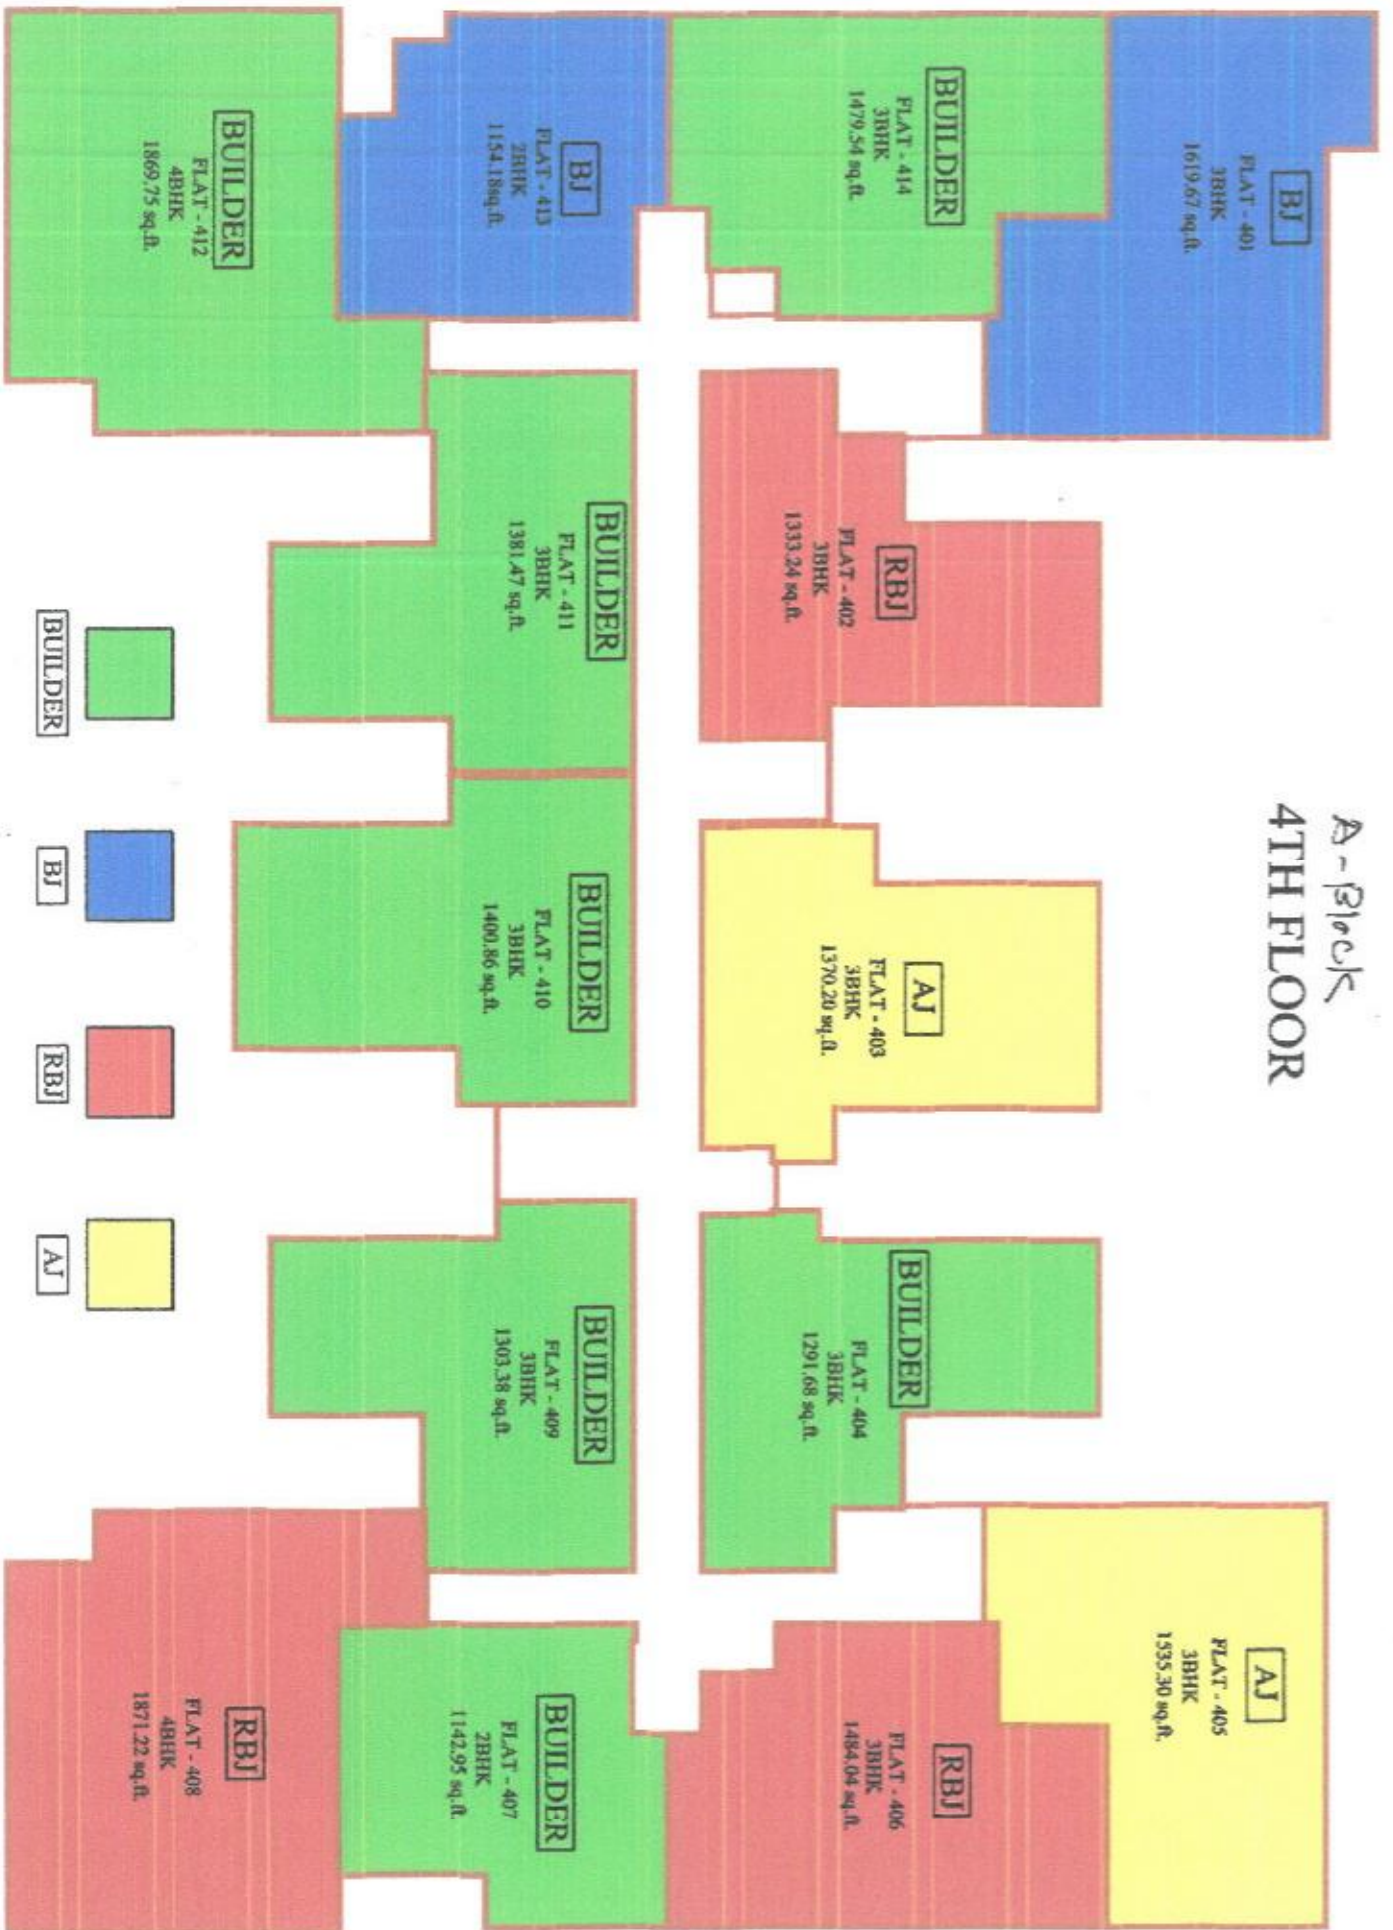 A-Block
4TH FLOOR
BJ
FLAT - 401
3BHK
1619.67 sq.ft.
RBJ
FLAT - 402
3BHK
1333.24 sq.ft.
AJ
FLAT - 403
3BHK
1370.20 sq.ft.
BUILDER
FLAT - 404
3BHK
1291.68 sq.ft.
AJ
FLAT - 405
3BHK
1535.30 sq.ft.
BUILDER
FLAT - 414
3BHK
1479.54 sq.ft.
RBJ
FLAT - 406
3BHK
1484.04 sq.ft.
BJ
FLAT - 413
2BHK
1154.18sq.ft.
BUILDER
FLAT - 411
3BHK
1381.47 sq.ft.
BUILDER
FLAT - 410
3BHK
1400.86 sq.ft.
BUILDER
FLAT - 409
3BHK
1303.38 sq.ft.
BUILDER
FLAT - 407
2BHK
1142.95 sq.ft.
BUILDER
FLAT - 412
4BHK
1869.75 sq.ft.
RBJ
FLAT - 408
4BHK
1871.22 sq.ft.
BUILDER
BJ
RBJ
AJ